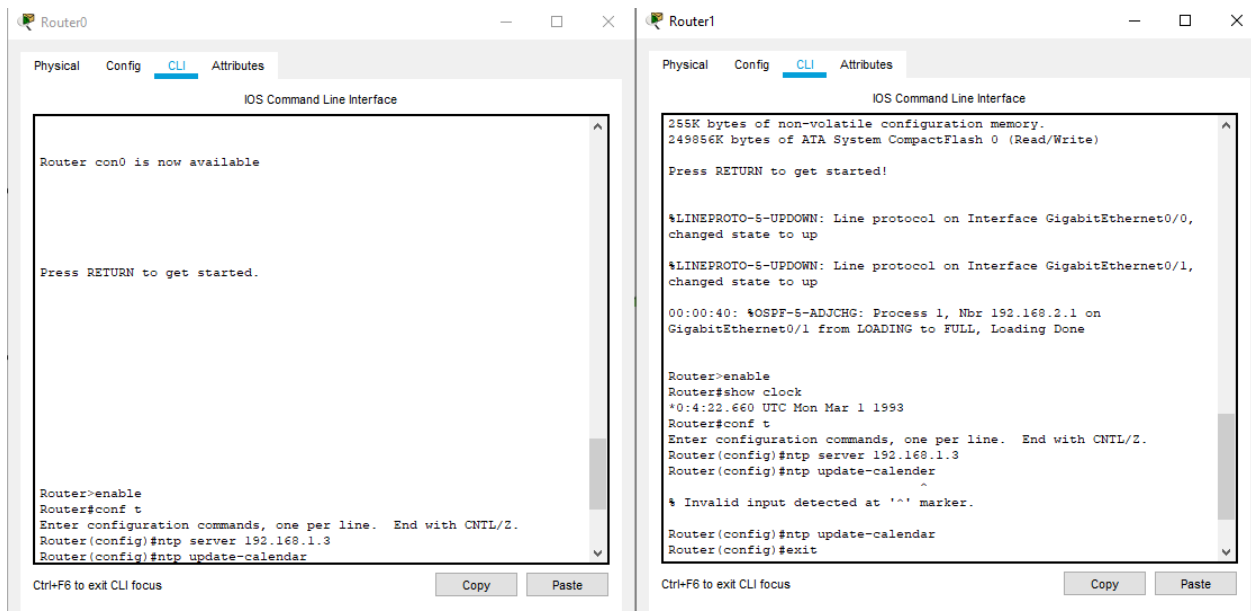 Router0
Physical Config CLI Attributes
IOS Command Line Interface
Router con0 is now available
Press RETURN to get started.
Router>enable
Router#conf t
Enter configuration commands, one per line.  End with CNTL/Z.
Router(config)#ntp server 192.168.1.3
Router(config)#ntp update-calendar
Ctrl+F6 to exit CLI focus
Copy Paste
Router1
Physical Config CLI Attributes
IOS Command Line Interface
255K bytes of non-volatile configuration memory.
249856K bytes of ATA System CompactFlash 0 (Read/Write)
Press RETURN to get started!
%LINEPROTO-5-UPDOWN: Line protocol on Interface GigabitEthernet0/0,
changed state to up
%LINEPROTO-5-UPDOWN: Line protocol on Interface GigabitEthernet0/1,
changed state to up
00:00:40: %OSPF-5-ADJCHG: Process 1, Nbr 192.168.2.1 on
GigabitEthernet0/1 from LOADING to FULL, Loading Done
Router>enable
Router#show clock
*0:4:22.660 UTC Mon Mar 1 1993
Router#conf t
Enter configuration commands, one per line.  End with CNTL/Z.
Router(config)#ntp server 192.168.1.3
Router(config)#ntp update-calender
^
% Invalid input detected at '^' marker.
Router(config)#ntp update-calendar
Router(config)#exit
Ctrl+F6 to exit CLI focus
Copy Paste